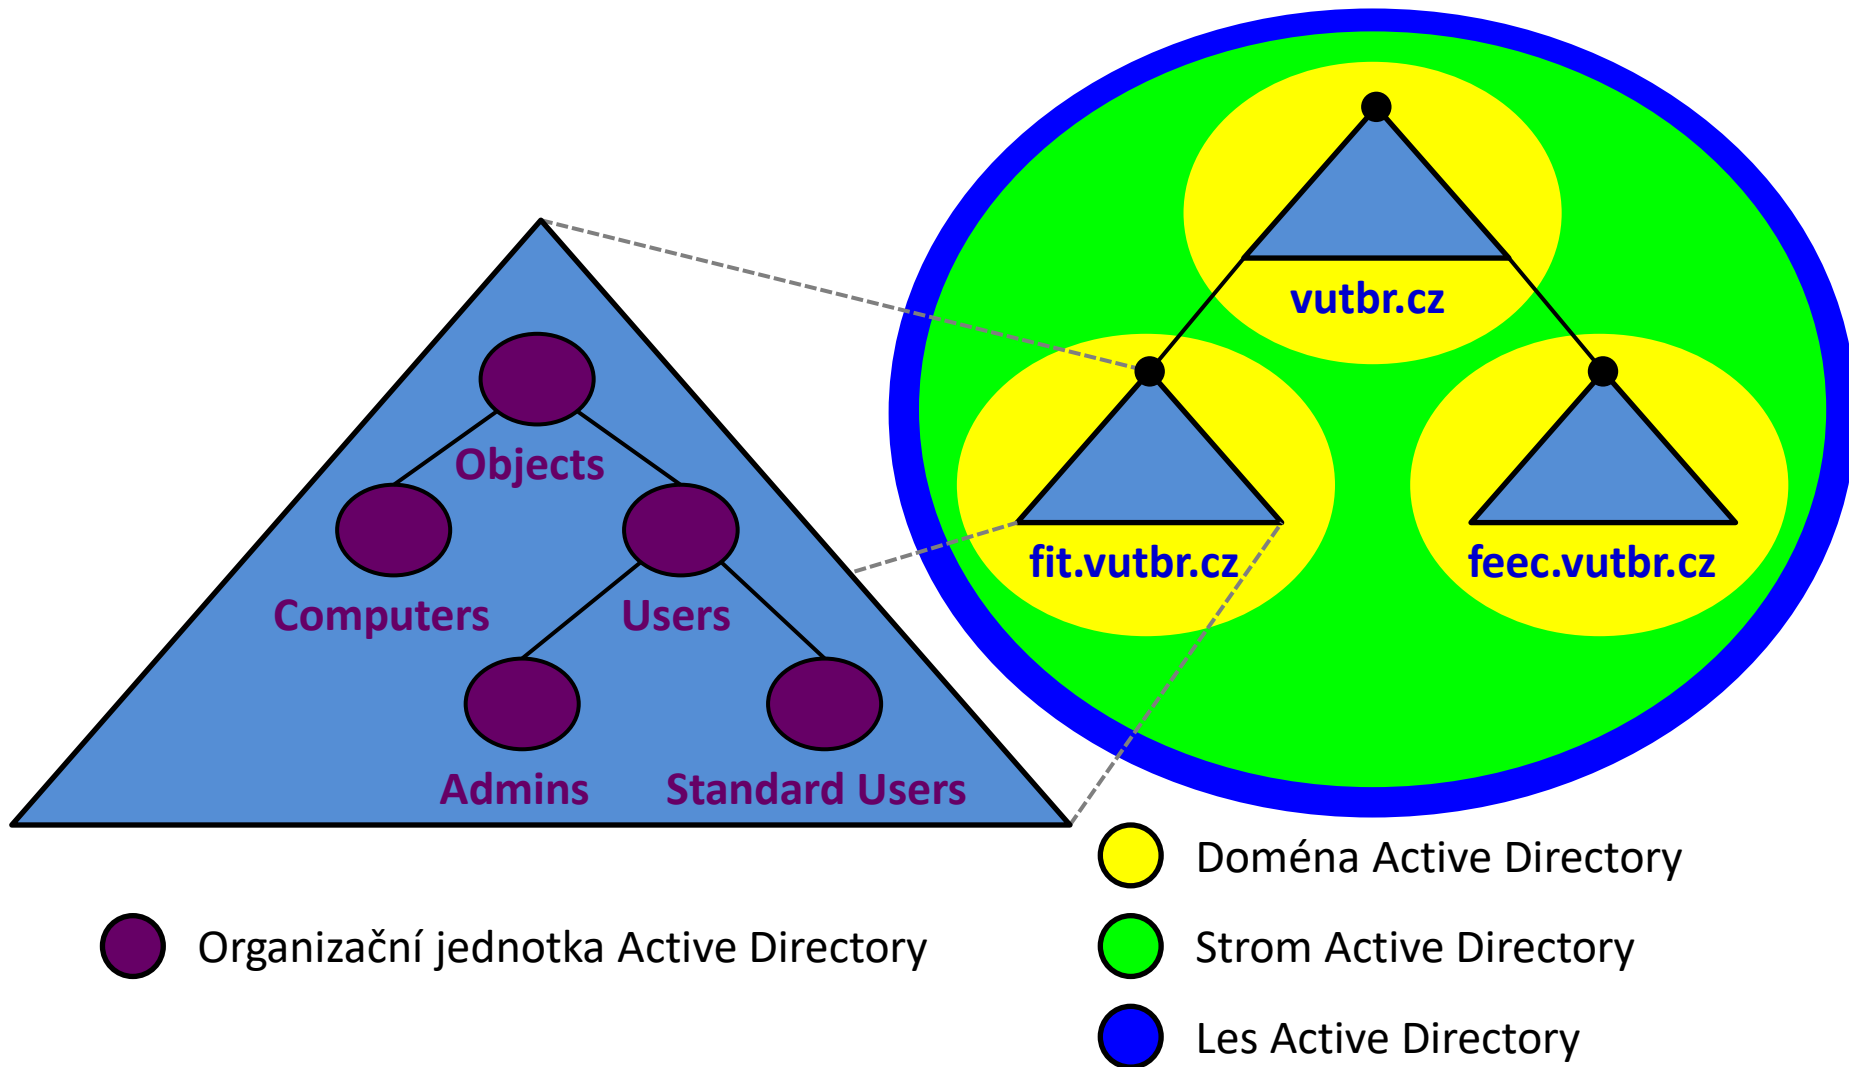 vutbr.cz
fit.vutbr.cz
feec.vutbr.cz
Objects
Computers
Users
Admins
Standard Users
Organizační jednotka Active Directory
Doména Active Directory
Strom Active Directory
Les Active Directory